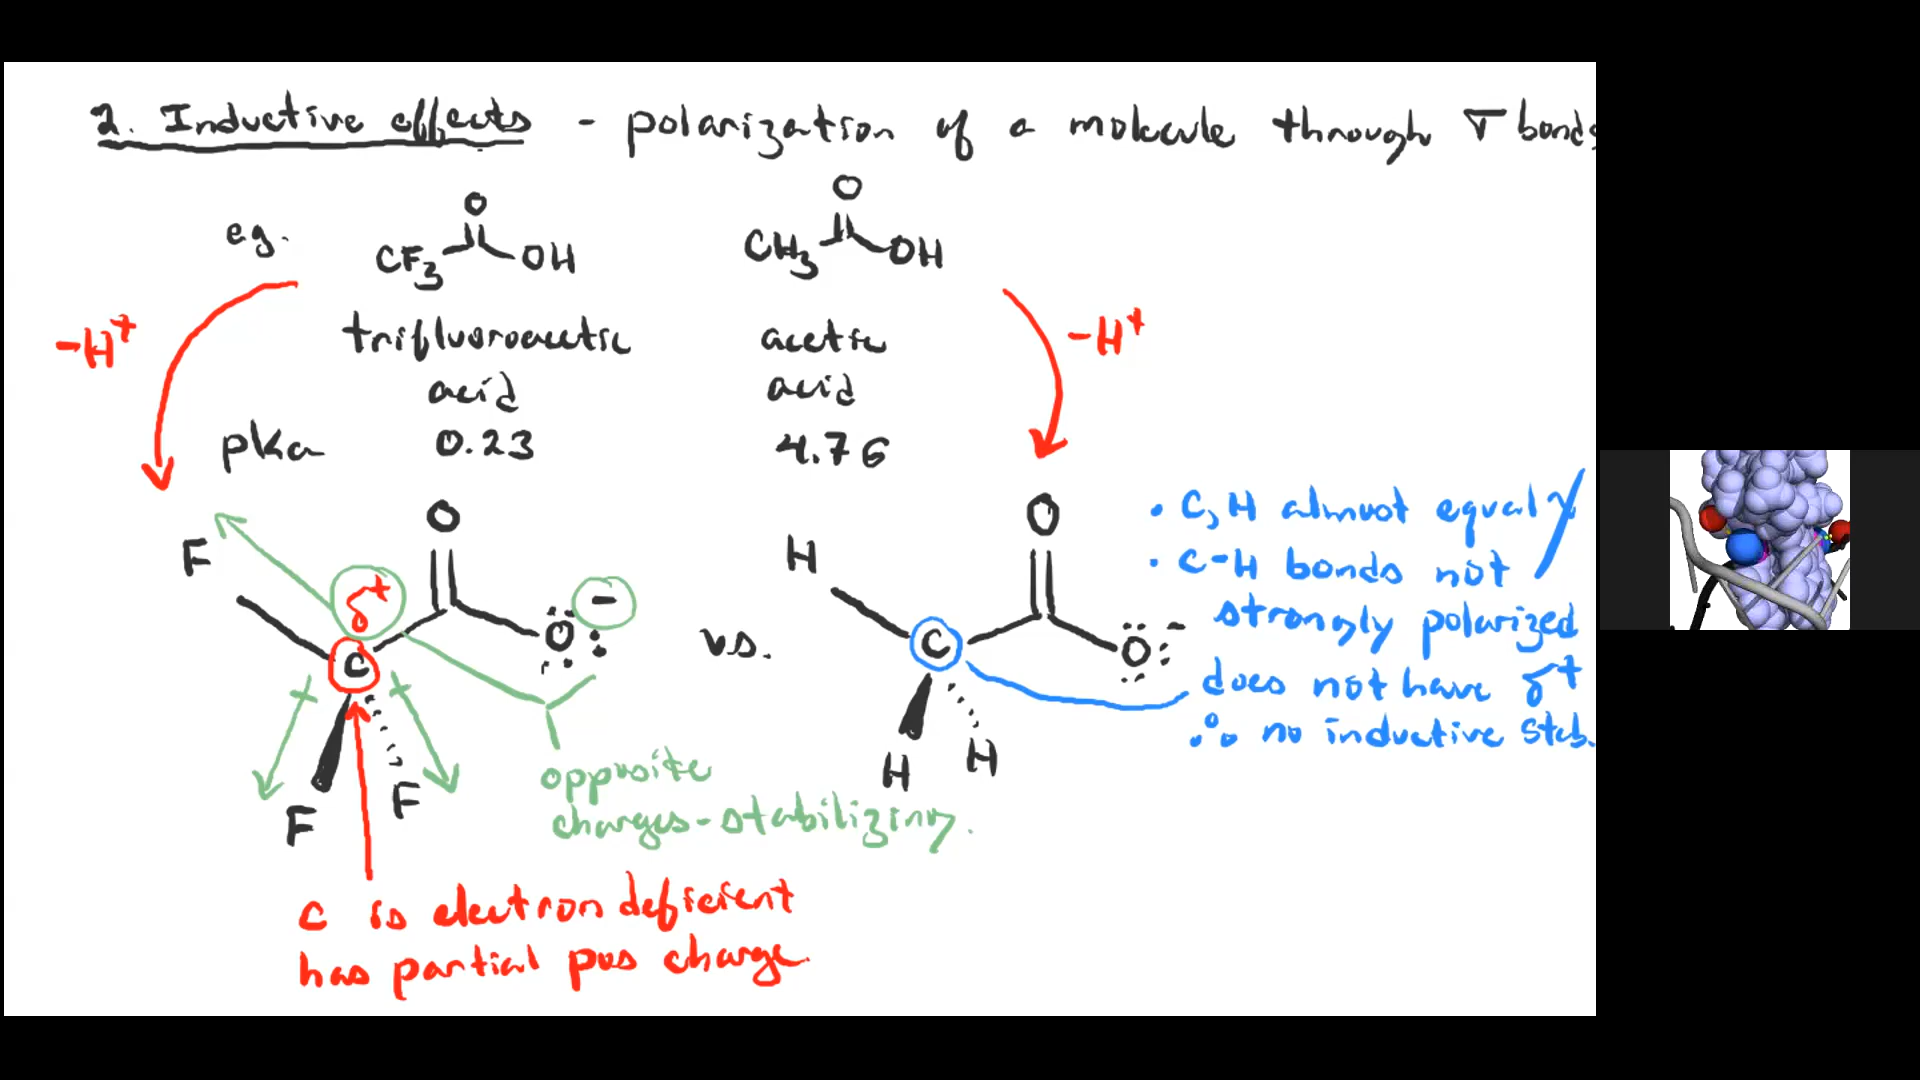 2. Inductive effects - polarization of a molecule through σ bonds
e.g.
O
CF₃ OH
O
CH₃ OH
-H⁺
trifluoroacetic
acid
acetic
acid
-H⁺
pKa 0.23 4.76
F
δ⁺
C
O
O
-
F
F
vs.
H
C
O
O -
H
H
• C, H almost equal χ
• C-H bonds not
strongly polarized
does not have δ⁺
∴ no inductive stab.
opposite
charges - stabilizing.
C is electron deficient
has partial pos charge.